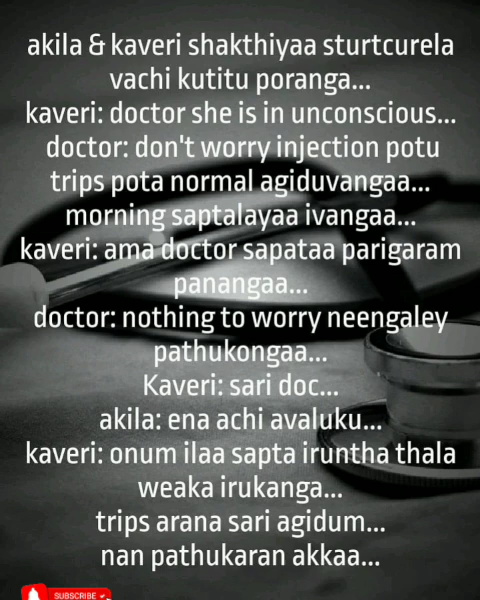 akila & kaveri shakthiyaa sturtcurela
vachi kutitu poranga...
kaveri: doctor she is in unconscious...
doctor: don't worry injection potu
trips pota normal agiduvangaa...
morning saptalayaa ivangaa...
kaveri: ama doctor sapataa parigaram
panangaa...
doctor: nothing to worry neengaley
pathukongaa...
Kaveri: sari doc...
akila: ena achi avaluku...
kaveri: onum ilaa sapta iruntha thala
weaka irukanga...
trips arana sari agidum...
nan pathukaran akkaa...
SUBSCRIBE